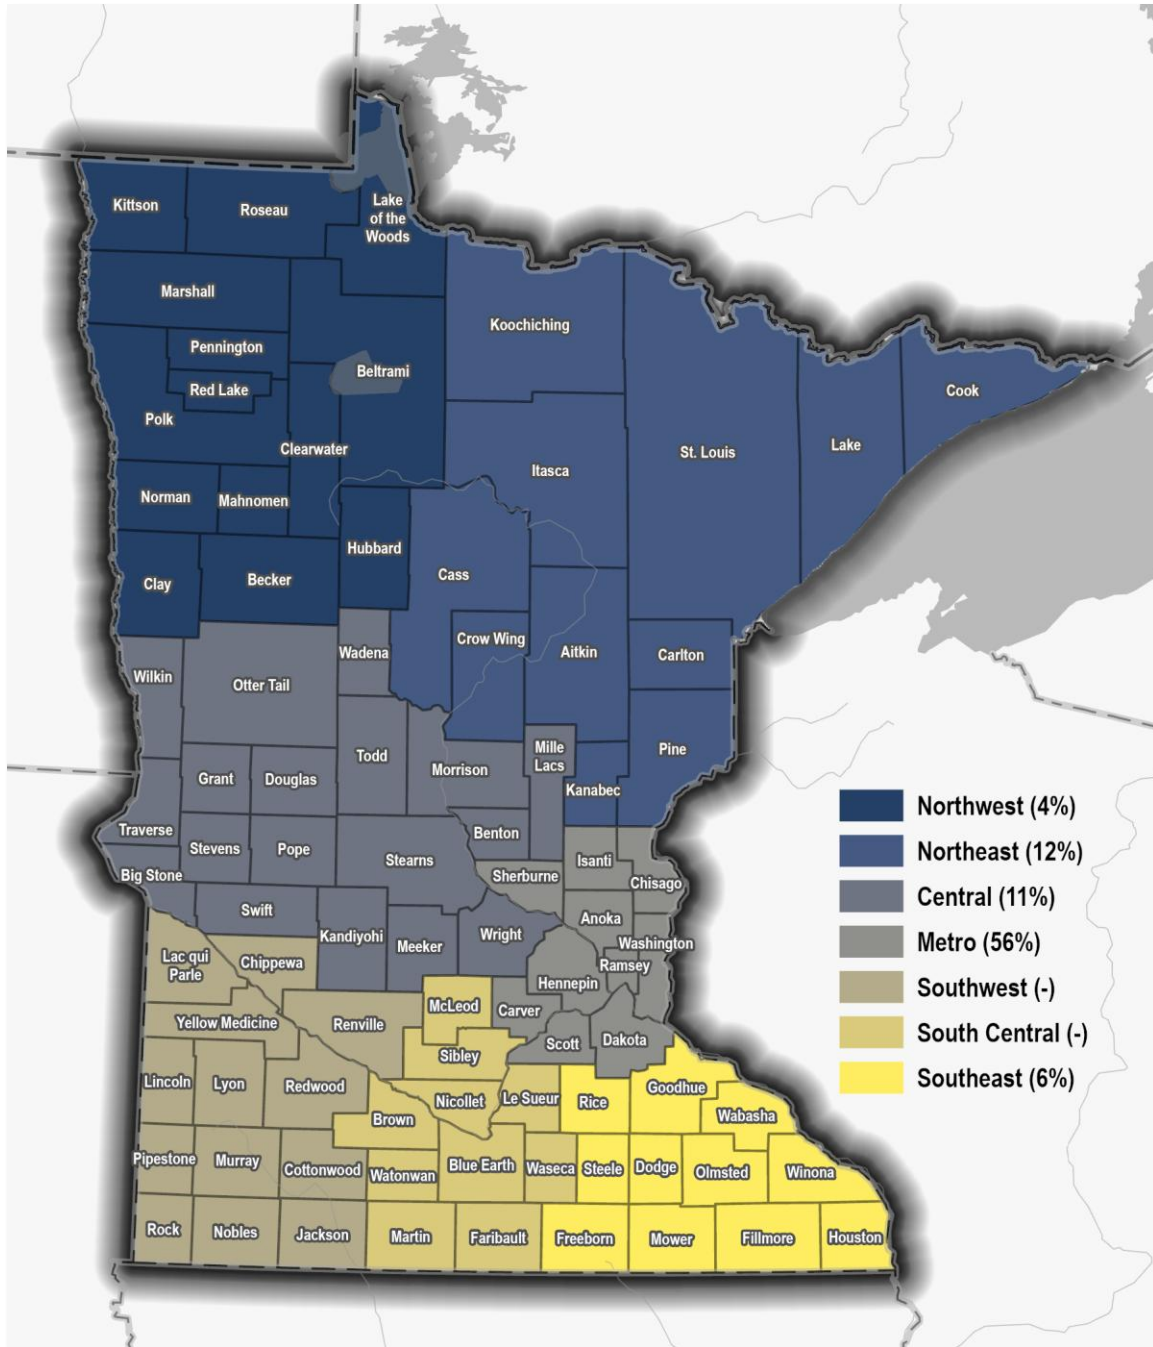 Kittson
Roseau
Lake
of the
Woods
Marshall
Koochiching
Pennington
Beltrami
Red Lake
Cook
Polk
Clearwater
St. Louis
Lake
Itasca
Norman
Mahnomen
Hubbard
Cass
Clay
Becker
Crow Wing
Wadena
Aitkin
Carlton
Wilkin
Otter Tail
Todd
Morrison
Mille
Lacs
Pine
Grant
Douglas
Kanabec
Traverse
Stevens
Pope
Benton
Stearns
Isanti
Big Stone
Sherburne
Chisago
Swift
Kandiyohi
Meeker
Wright
Anoka
Washington
Lac qui
Parle
Chippewa
Ramsey
Hennepin
McLeod
Carver
Yellow Medicine
Renville
Scott
Dakota
Sibley
Lincoln
Lyon
Redwood
Nicollet
Le Sueur
Rice
Goodhue
Brown
Wabasha
Pipestone
Murray
Cottonwood
Watonwan
Blue Earth
Waseca
Steele
Dodge
Olmsted
Winona
Rock
Nobles
Jackson
Martin
Faribault
Freeborn
Mower
Fillmore
Houston
Northwest (4%)
Northeast (12%)
Central (11%)
Metro (56%)
Southwest (-)
South Central (-)
Southeast (6%)